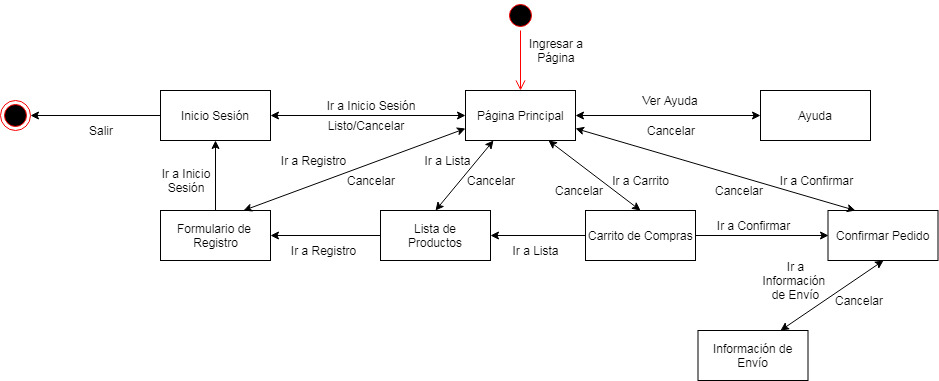 Ingresar a
Página
Ir a Inicio Sesión
Ver Ayuda
Inicio Sesión
Página Principal
Ayuda
Salir
Listo/Cancelar
Cancelar
Ir a Registro
Ir a Lista
Ir a Inicio
Sesión
Cancelar
Cancelar
Cancelar
Ir a Carrito
Cancelar
Ir a Confirmar
Formulario de
Registro
Lista de
Productos
Carrito de Compras
Confirmar Pedido
Ir a Registro
Ir a Lista
Ir a Confirmar
Ir a
Información
de Envío
Cancelar
Información de
Envío